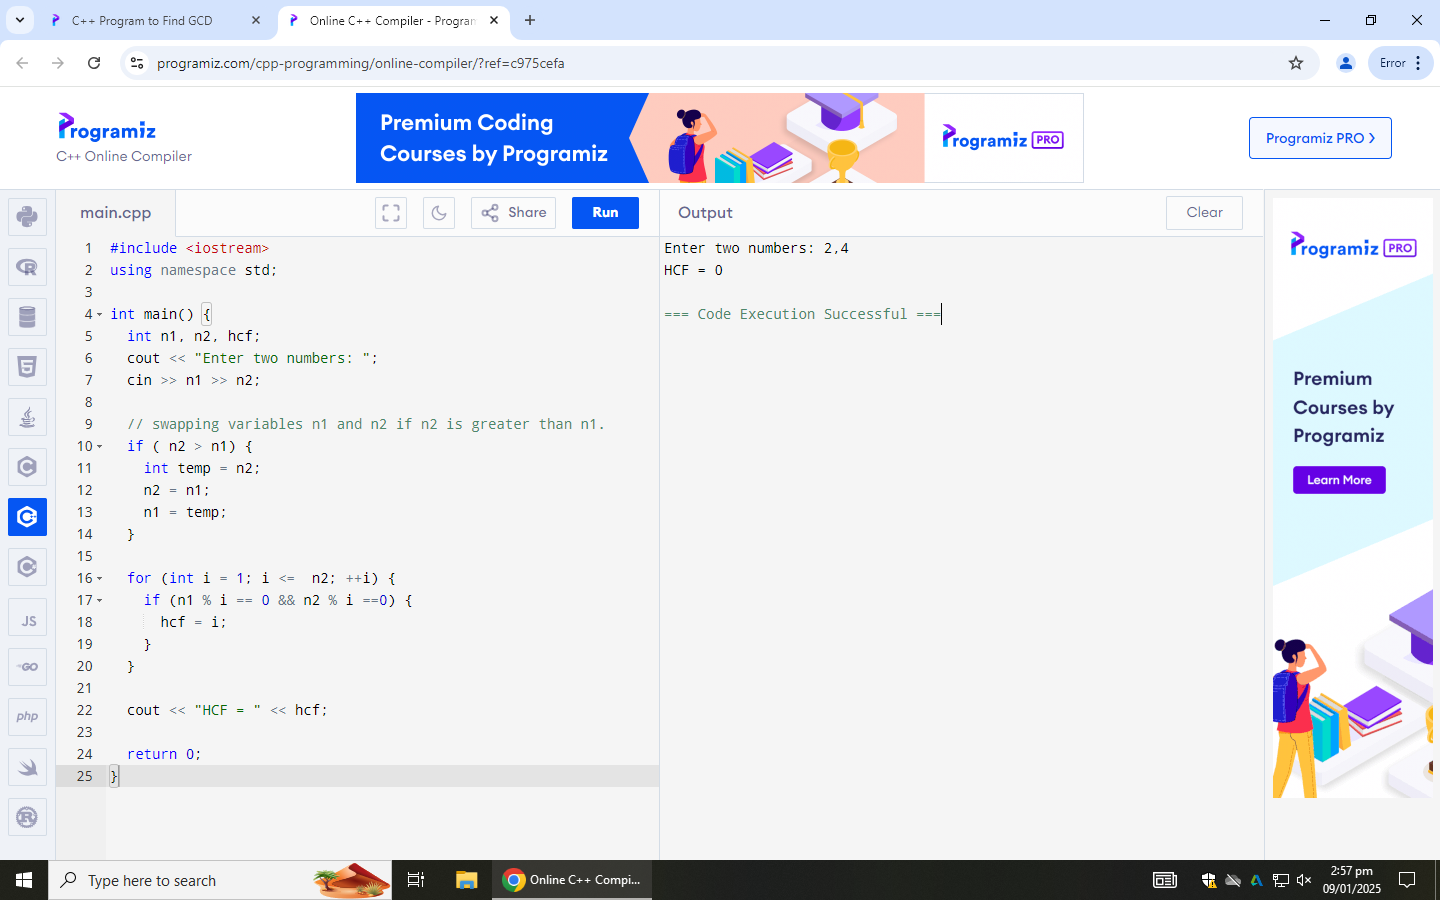 C++ Program to Find GCD
Online C++ Compiler - Program
programiz.com/cpp-programming/online-compiler/?ref=c975cefa
Error
Programiz
C++ Online Compiler
Premium Coding
Courses by Programiz
Programiz PRO
Programiz PRO >
main.cpp
Share
Run
Output
Clear
1 #include <iostream>
2 using namespace std;
3
4 int main() {
5 int n1, n2, hcf;
6 cout << "Enter two numbers: ";
7 cin >> n1 >> n2;
8
9 // swapping variables n1 and n2 if n2 is greater than n1.
10 if ( n2 > n1) {
11 int temp = n2;
12 n2 = n1;
13 n1 = temp;
14 }
15
16 for (int i = 1; i <=  n2; ++i) {
17 if (n1 % i == 0 && n2 % i ==0) {
18 hcf = i;
19 }
20 }
21
22 cout << "HCF = " << hcf;
23
24 return 0;
25 }
Enter two numbers: 2,4
HCF = 0
=== Code Execution Successful ===
Programiz PRO
Premium
Courses by
Programiz
Learn More
JS
GO
php
Type here to search
Online C++ Compi...
2:57 pm
09/01/2025